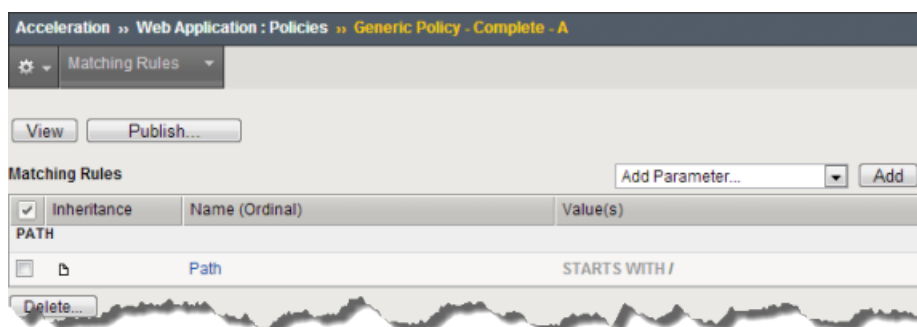 Acceleration » Web Application : Policies » Generic Policy - Complete - A
Matching Rules
View Publish...
Matching Rules Add Parameter... Add
Inheritance Name (Ordinal) Value(s)
PATH
Path STARTS WITH /
Delete...